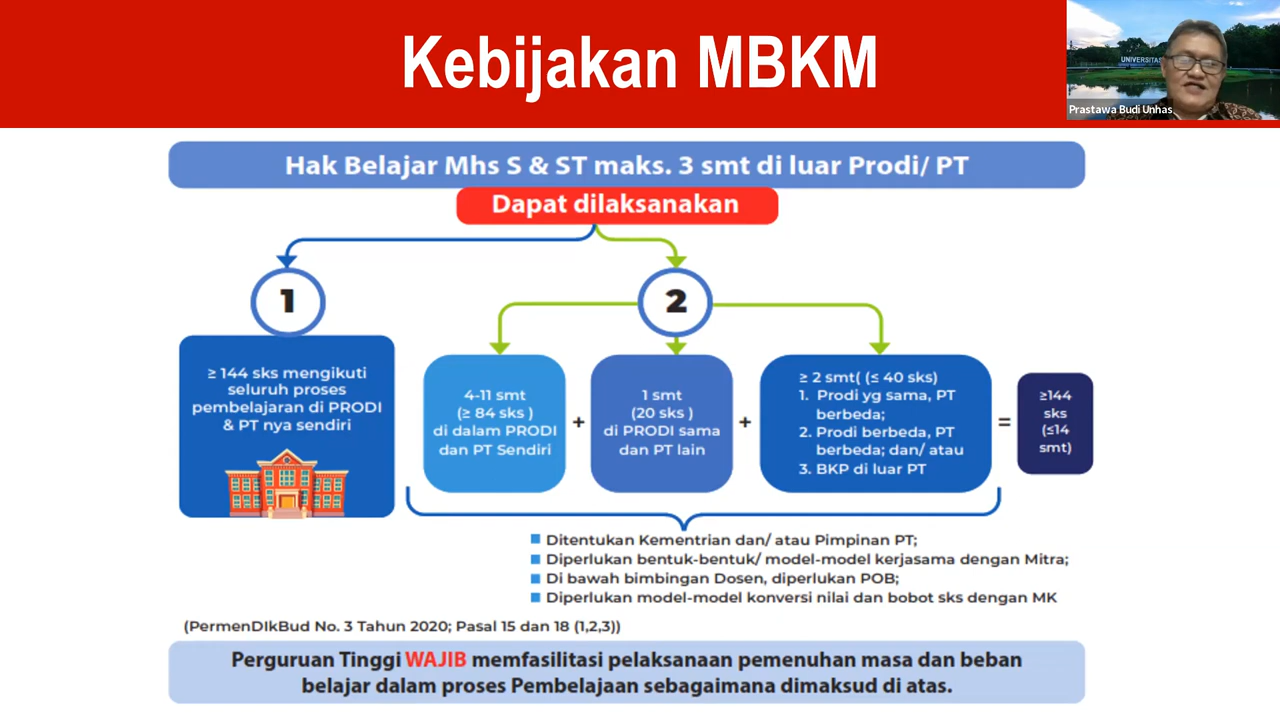 Kebijakan MBKM
UNIVERSITAS
Prastawa Budi Unhas
Hak Belajar Mhs S & ST maks. 3 smt di luar Prodi/ PT
Dapat dilaksanakan
1
2
≥ 144 sks mengikuti
seluruh proses
pembelajaran di PRODI
& PT nya sendiri
4-11 smt
(≥ 84 sks )
di dalam PRODI
dan PT Sendiri
+
1 smt
(20 sks )
di PRODI sama
dan PT lain
+
≥ 2 smt( (≤ 40 sks)
1. Prodi yg sama, PT
berbeda;
2. Prodi berbeda, PT
berbeda; dan/ atau
3. BKP di luar PT
=
≥144
sks
(≤14
smt)
Ditentukan Kementrian dan/ atau Pimpinan PT;
Diperlukan bentuk-bentuk/ model-model kerjasama dengan Mitra;
Di bawah bimbingan Dosen, diperlukan POB;
Diperlukan model-model konversi nilai dan bobot sks dengan MK
(PermenDIkBud No. 3 Tahun 2020; Pasal 15 dan 18 (1,2,3))
Perguruan Tinggi WAJIB memfasilitasi pelaksanaan pemenuhan masa dan beban
belajar dalam proses Pembelajaan sebagaimana dimaksud di atas.